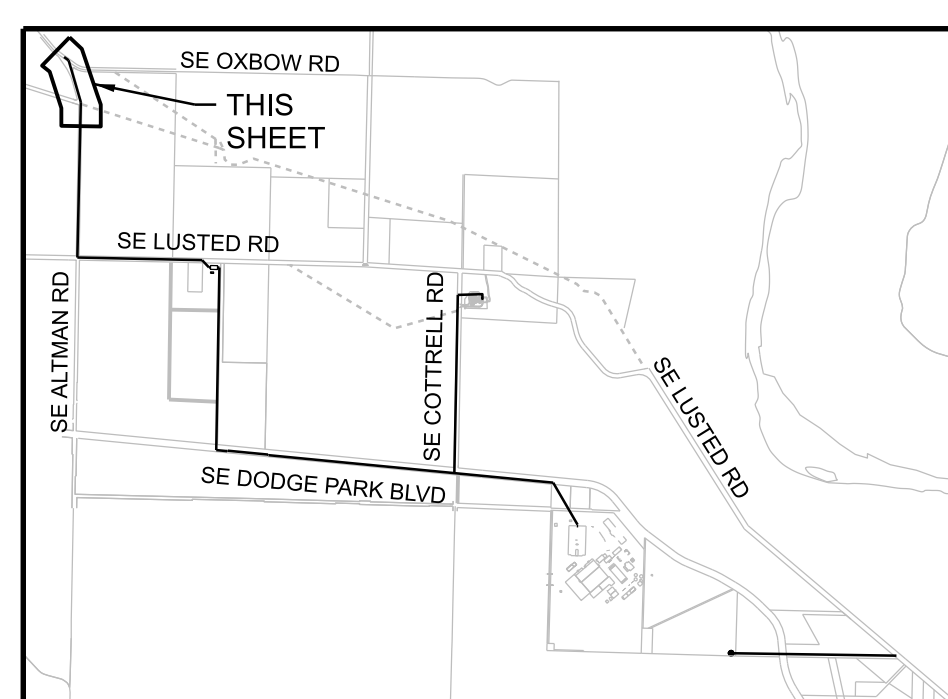 SE OXBOW RD
THIS
SHEET
SE LUSTED RD
SE ALTMAN RD
SE COTTRELL RD
SE LUSTED RD
SE DODGE PARK BLVD